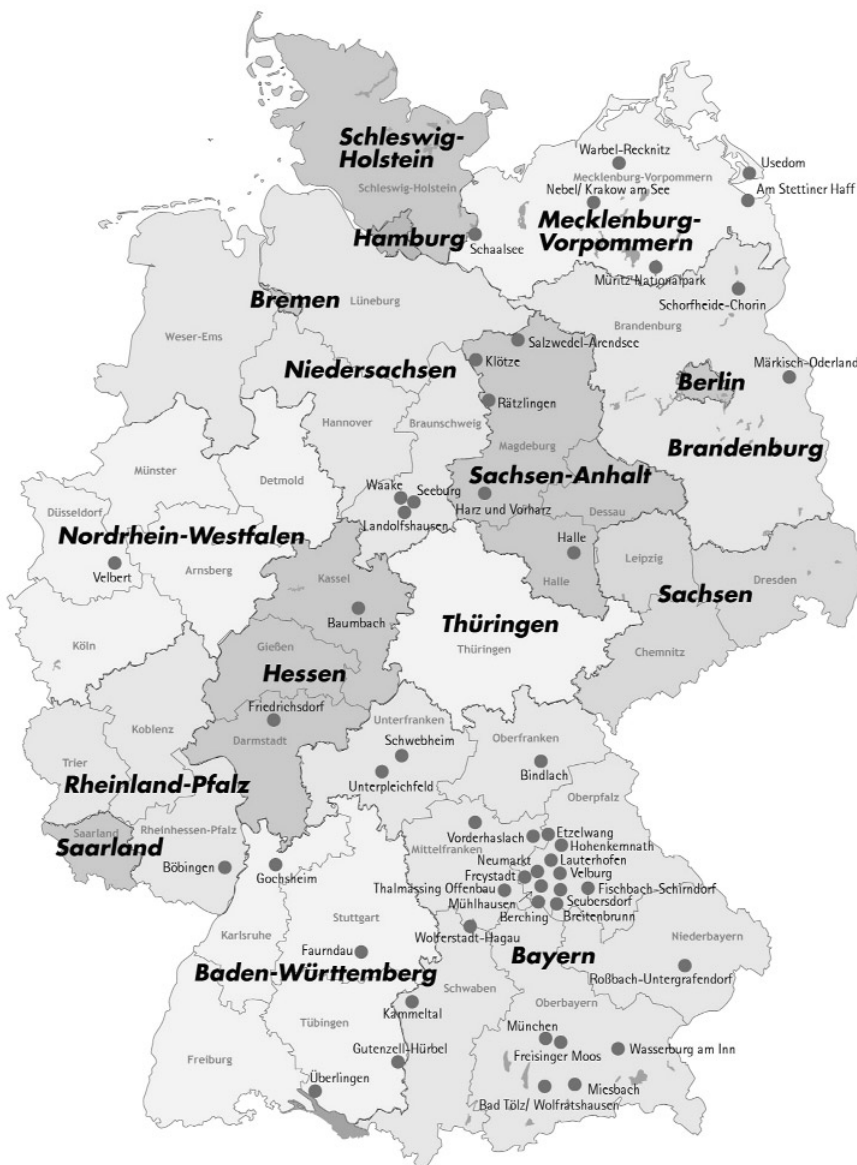 Schleswig-
Holstein
Schleswig-Holstein
Warbel-Recknitz
Mecklenburg-Vorpommern
Usedom
Nebel/ Krakow am See
Am Stettiner Haff
Mecklenburg-
Vorpommern
Hamburg
Schaalsee
Müritz Nationalpark
Schorfheide-Chorin
Bremen
Lüneburg
Brandenburg
Weser-Ems
Salzwedel-Arendsee
Klötze
Märkisch-Oderland
Niedersachsen
Berlin
Rätzlingen
Hannover
Braunschweig
Magdeburg
Brandenburg
Münster
Detmold
Sachsen-Anhalt
Waake
Seeburg
Harz und Vorharz
Dessau
Düsseldorf
Landolfshausen
Nordrhein-Westfalen
Halle
Leipzig
Velbert
Arnsberg
Kassel
Halle
Dresden
Sachsen
Baumbach
Thüringen
Thüringen
Köln
Gießen
Chemnitz
Hessen
Friedrichsdorf
Koblenz
Unterfranken
Oberfranken
Darmstadt
Schwebheim
Trier
Bindlach
Rheinland-Pfalz
Unterpleichfeld
Oberpfalz
Saarland
Rheinhessen-Pfalz
Saarland
Vorderhaslach
Etzelwang
Hohenkemnath
Mittelfranken
Neumarkt
Lauterhofen
Böbingen
Gochsheim
Freystadt
Velburg
Thalmässing Offenbau
Fischbach-Schirndorf
Mühlhausen
Seubersdorf
Berching
Breitenbrunn
Stuttgart
Karlsruhe
Wolferstadt-Hagau
Niederbayern
Faurndau
Bayern
Baden-Württemberg
Roßbach-Untergrafendorf
Schwaben
Kammeltal
Oberbayern
Tübingen
München
Gutenzell-Hürbel
Freisinger Moos
Wasserburg am Inn
Freiburg
Überlingen
Miesbach
Bad Tölz/ Wolfratshausen